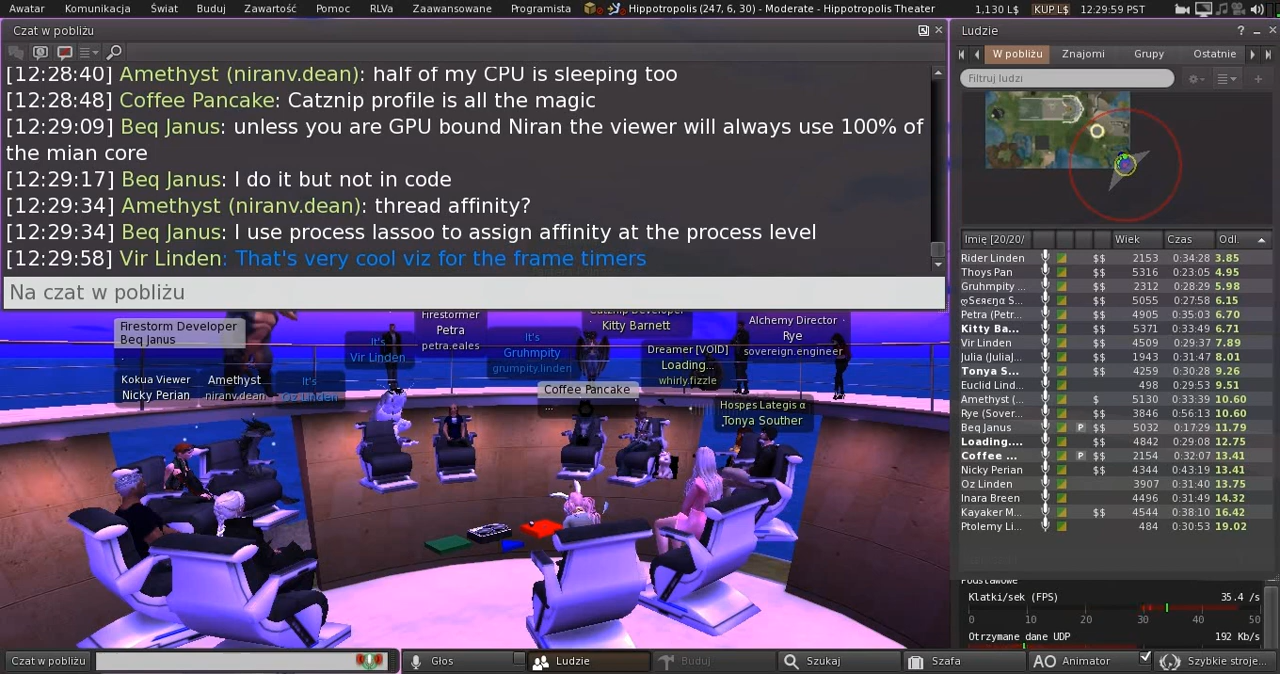 Awatar Komunikacja Świat Buduj Zawartość Pomoc RLVa Zaawansowane Programista Hippotropolis (247, 6, 30) - Moderate - Hippotropolis Theater 1,130 L$ KUP L$ 12:29:59 PST
Czat w pobliżu
[12:28:40] Amethyst (niranv.dean): half of my CPU is sleeping too
[12:28:48] Coffee Pancake: Catznip profile is all the magic
[12:29:09] Beq Janus: unless you are GPU bound Niran the viewer will always use 100% of
the mian core
[12:29:17] Beq Janus: I do it but not in code
[12:29:34] Amethyst (niranv.dean): thread affinity?
[12:29:34] Beq Janus: I use process lassoo to assign affinity at the process level
[12:29:58] Vir Linden: That's very cool viz for the frame timers
Na czat w pobliżu
Firestorm Developer
Beq Janus
It's
Vir Linden
Firestormer
Petra
petra.eales
It's
Gruhmpity
grumpity.linden
Catznip Developer
Kitty Barnett
Dreamer [VOID]
Loading...
whirly.fizzle
Alchemy Director
Rye
sovereign.engineer
Kokua Viewer
Nicky Perian
Amethyst
niranv.dean
It's
Oz Linden
Coffee Pancake
...
Hospes Lategis α
Tonya Souther
Ludzie
W pobliżu Znajomi Grupy Ostatnie
Filtruj ludzi
Imię [20/20/ Wiek Czas Odl.
Rider Linden $$ 2153 0:34:28 3.85
Thoys Pan $$ 5316 0:23:05 4.95
Gruhmpity ... $$ 2312 0:28:29 5.98
$$ 5055 0:27:58 6.15
Petra (Petr... $$ 4905 0:35:03 6.70
Kitty Ba... $$ 5371 0:33:49 6.71
Vir Linden $$ 4509 0:29:37 7.89
Julia (JuliaJ... $$ 1943 0:31:47 8.01
Tonya S... $$ 4259 0:30:28 9.26
Euclid Lind... 498 0:29:53 9.51
Amethyst (... $ 5130 0:33:39 10.60
Rye (Sover... $$ 3846 0:56:13 10.60
Beq Janus P $$ 5032 0:17:29 11.79
Loading.... $$ 4842 0:29:08 12.75
Coffee ... P $$ 2154 0:32:07 13.41
Nicky Perian $$ 4344 0:43:19 13.41
Oz Linden 3907 0:31:40 13.75
Inara Breen 4496 0:31:49 14.32
Kayaker M... $$ 4544 0:38:10 16.42
Ptolemy Li... 484 0:30:53 19.02
Podstawowe
Klatki/sek (FPS) 35.4 /s
0 10 20 30 40 50
Otrzymane dane UDP 192 Kb/s
Czat w pobliżu Głos Ludzie Buduj Szukaj Szafa AO Animator Szybkie stroje...